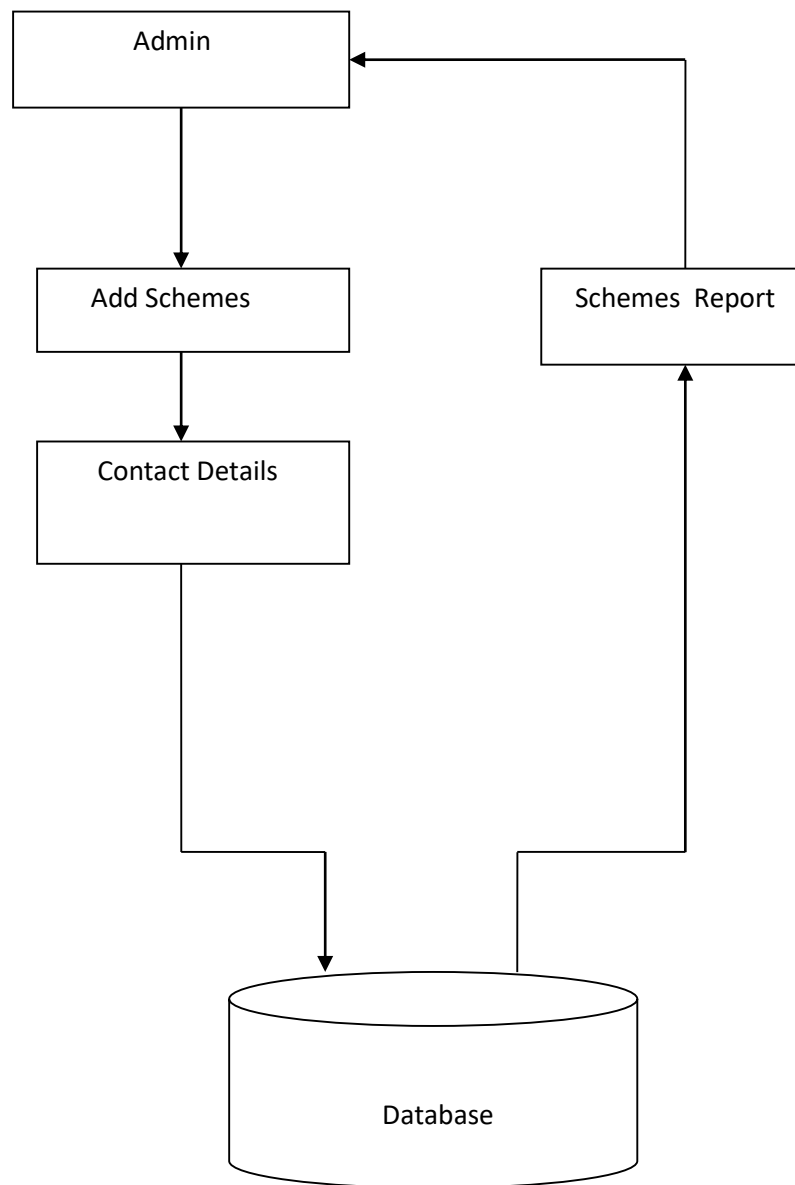 Admin
Add Schemes
Schemes  Report
Contact Details
Database